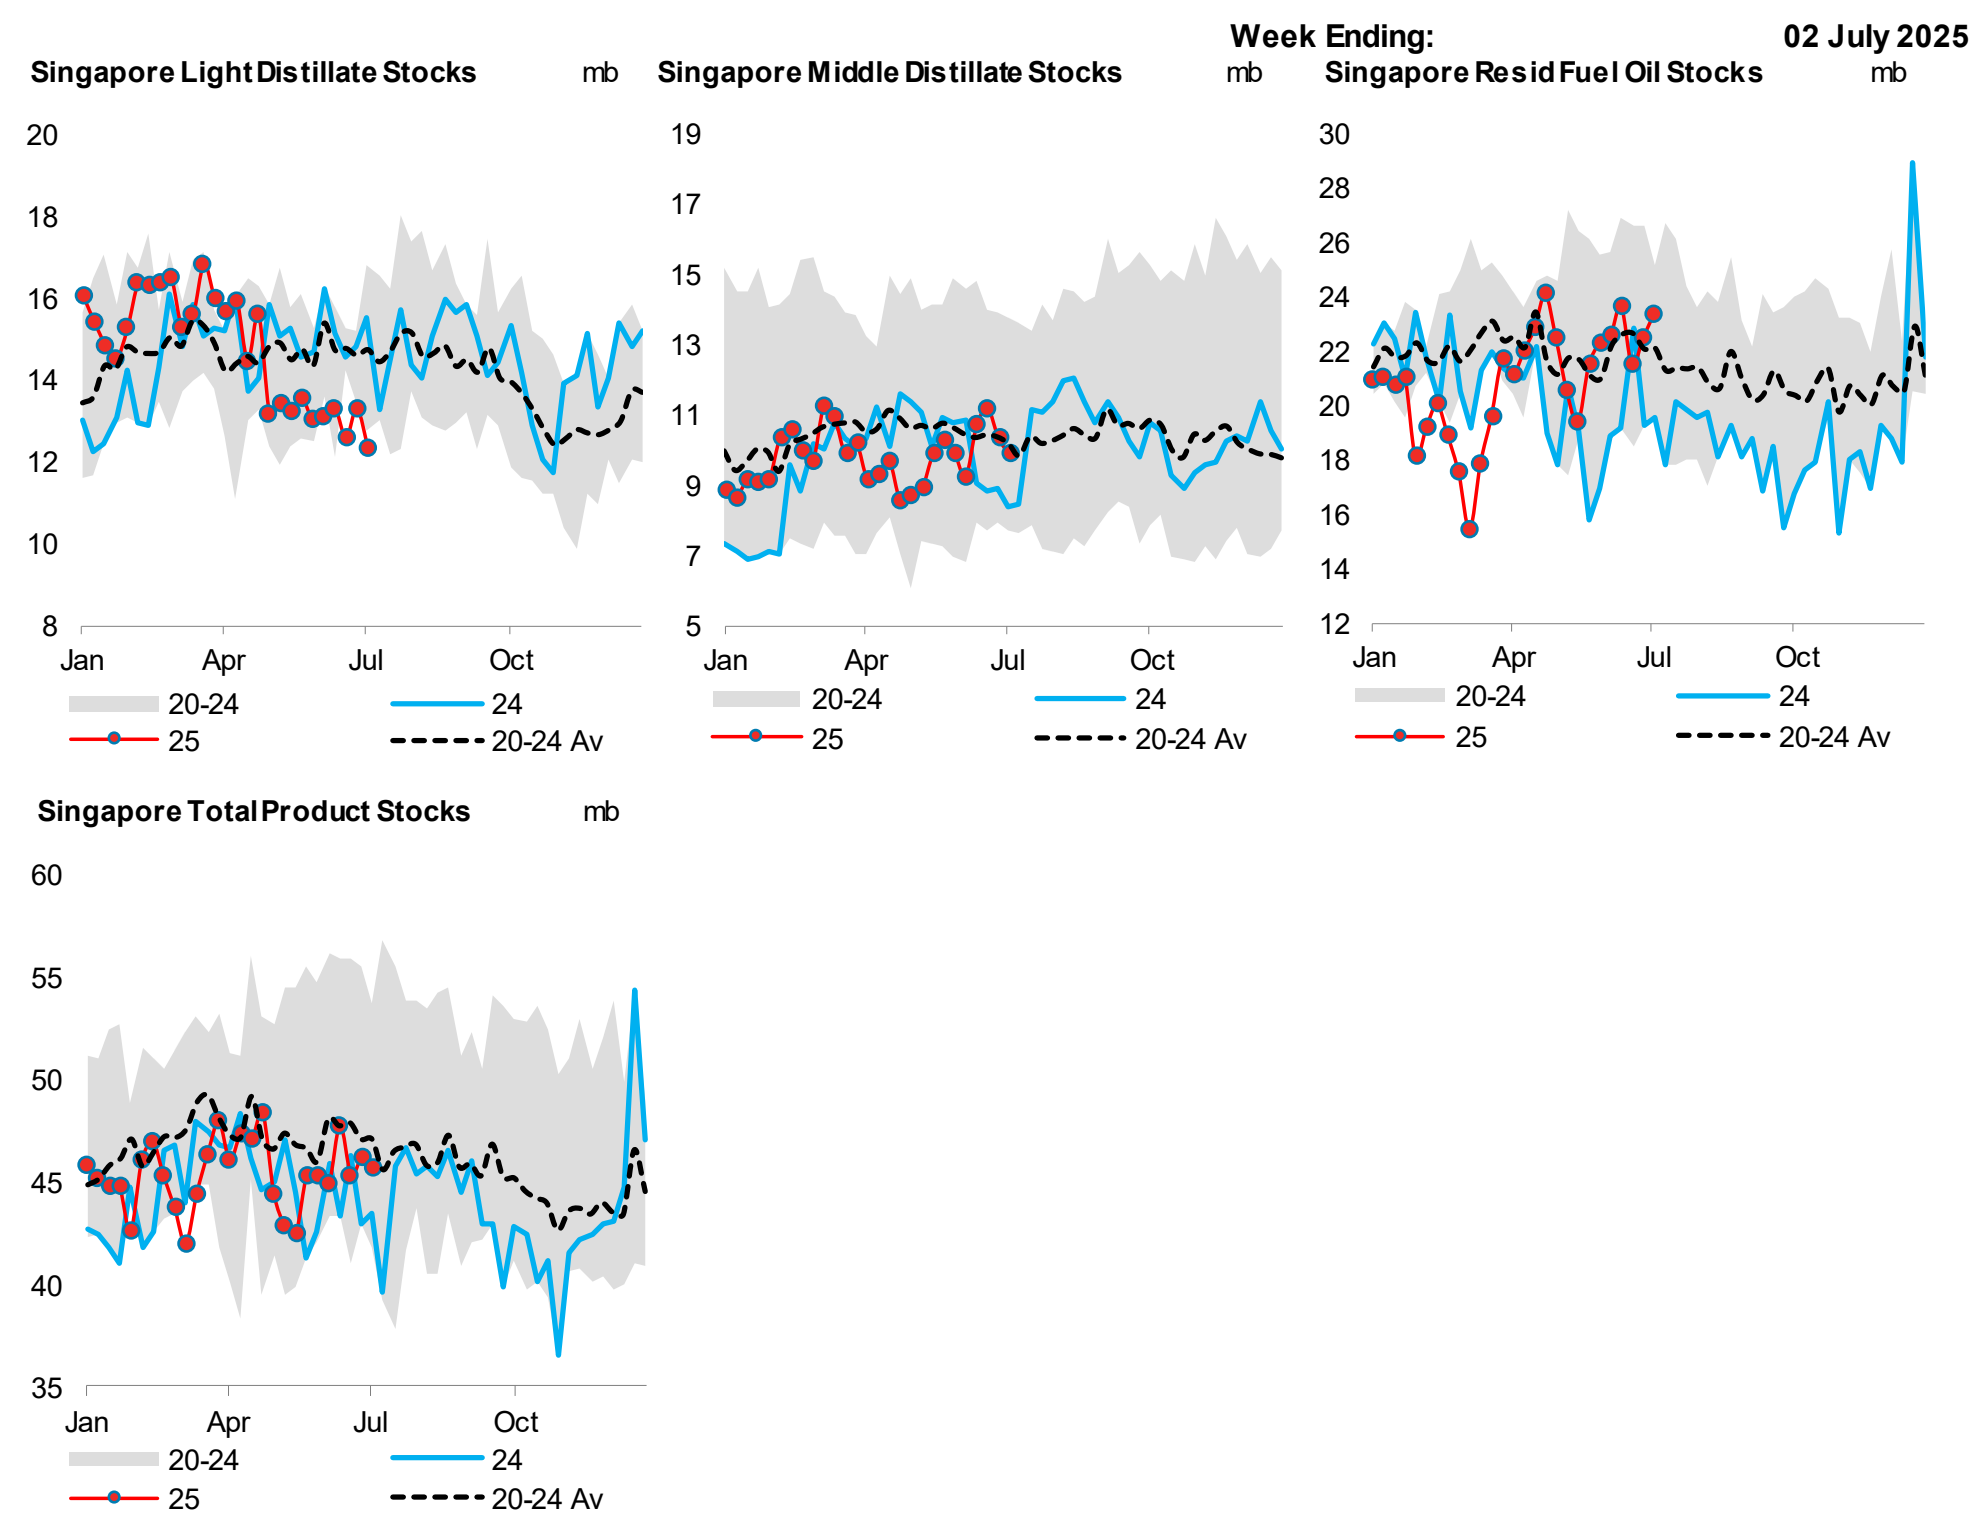 Week Ending: 02 July 2025
Singapore Light Distillate Stocks mb
20
18
16
14
12
10
8
Jan Apr Jul Oct
20-24 24
25 20-24 Av
Singapore Middle Distillate Stocks mb
19
17
15
13
11
9
7
5
Jan Apr Jul Oct
20-24 24
25 20-24 Av
Singapore Resid Fuel Oil Stocks mb
30
28
26
24
22
20
18
16
14
12
Jan Apr Jul Oct
20-24 24
25 20-24 Av
Singapore Total Product Stocks mb
60
55
50
45
40
35
Jan Apr Jul Oct
20-24 24
25 20-24 Av